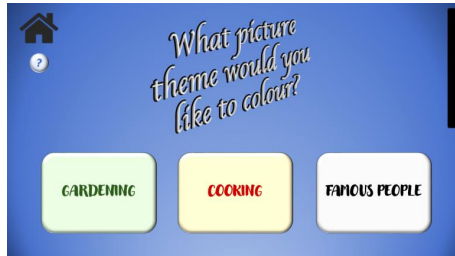 What picture
theme would you
like to colour?
?
GARDENING
COOKING
FAMOUS PEOPLE